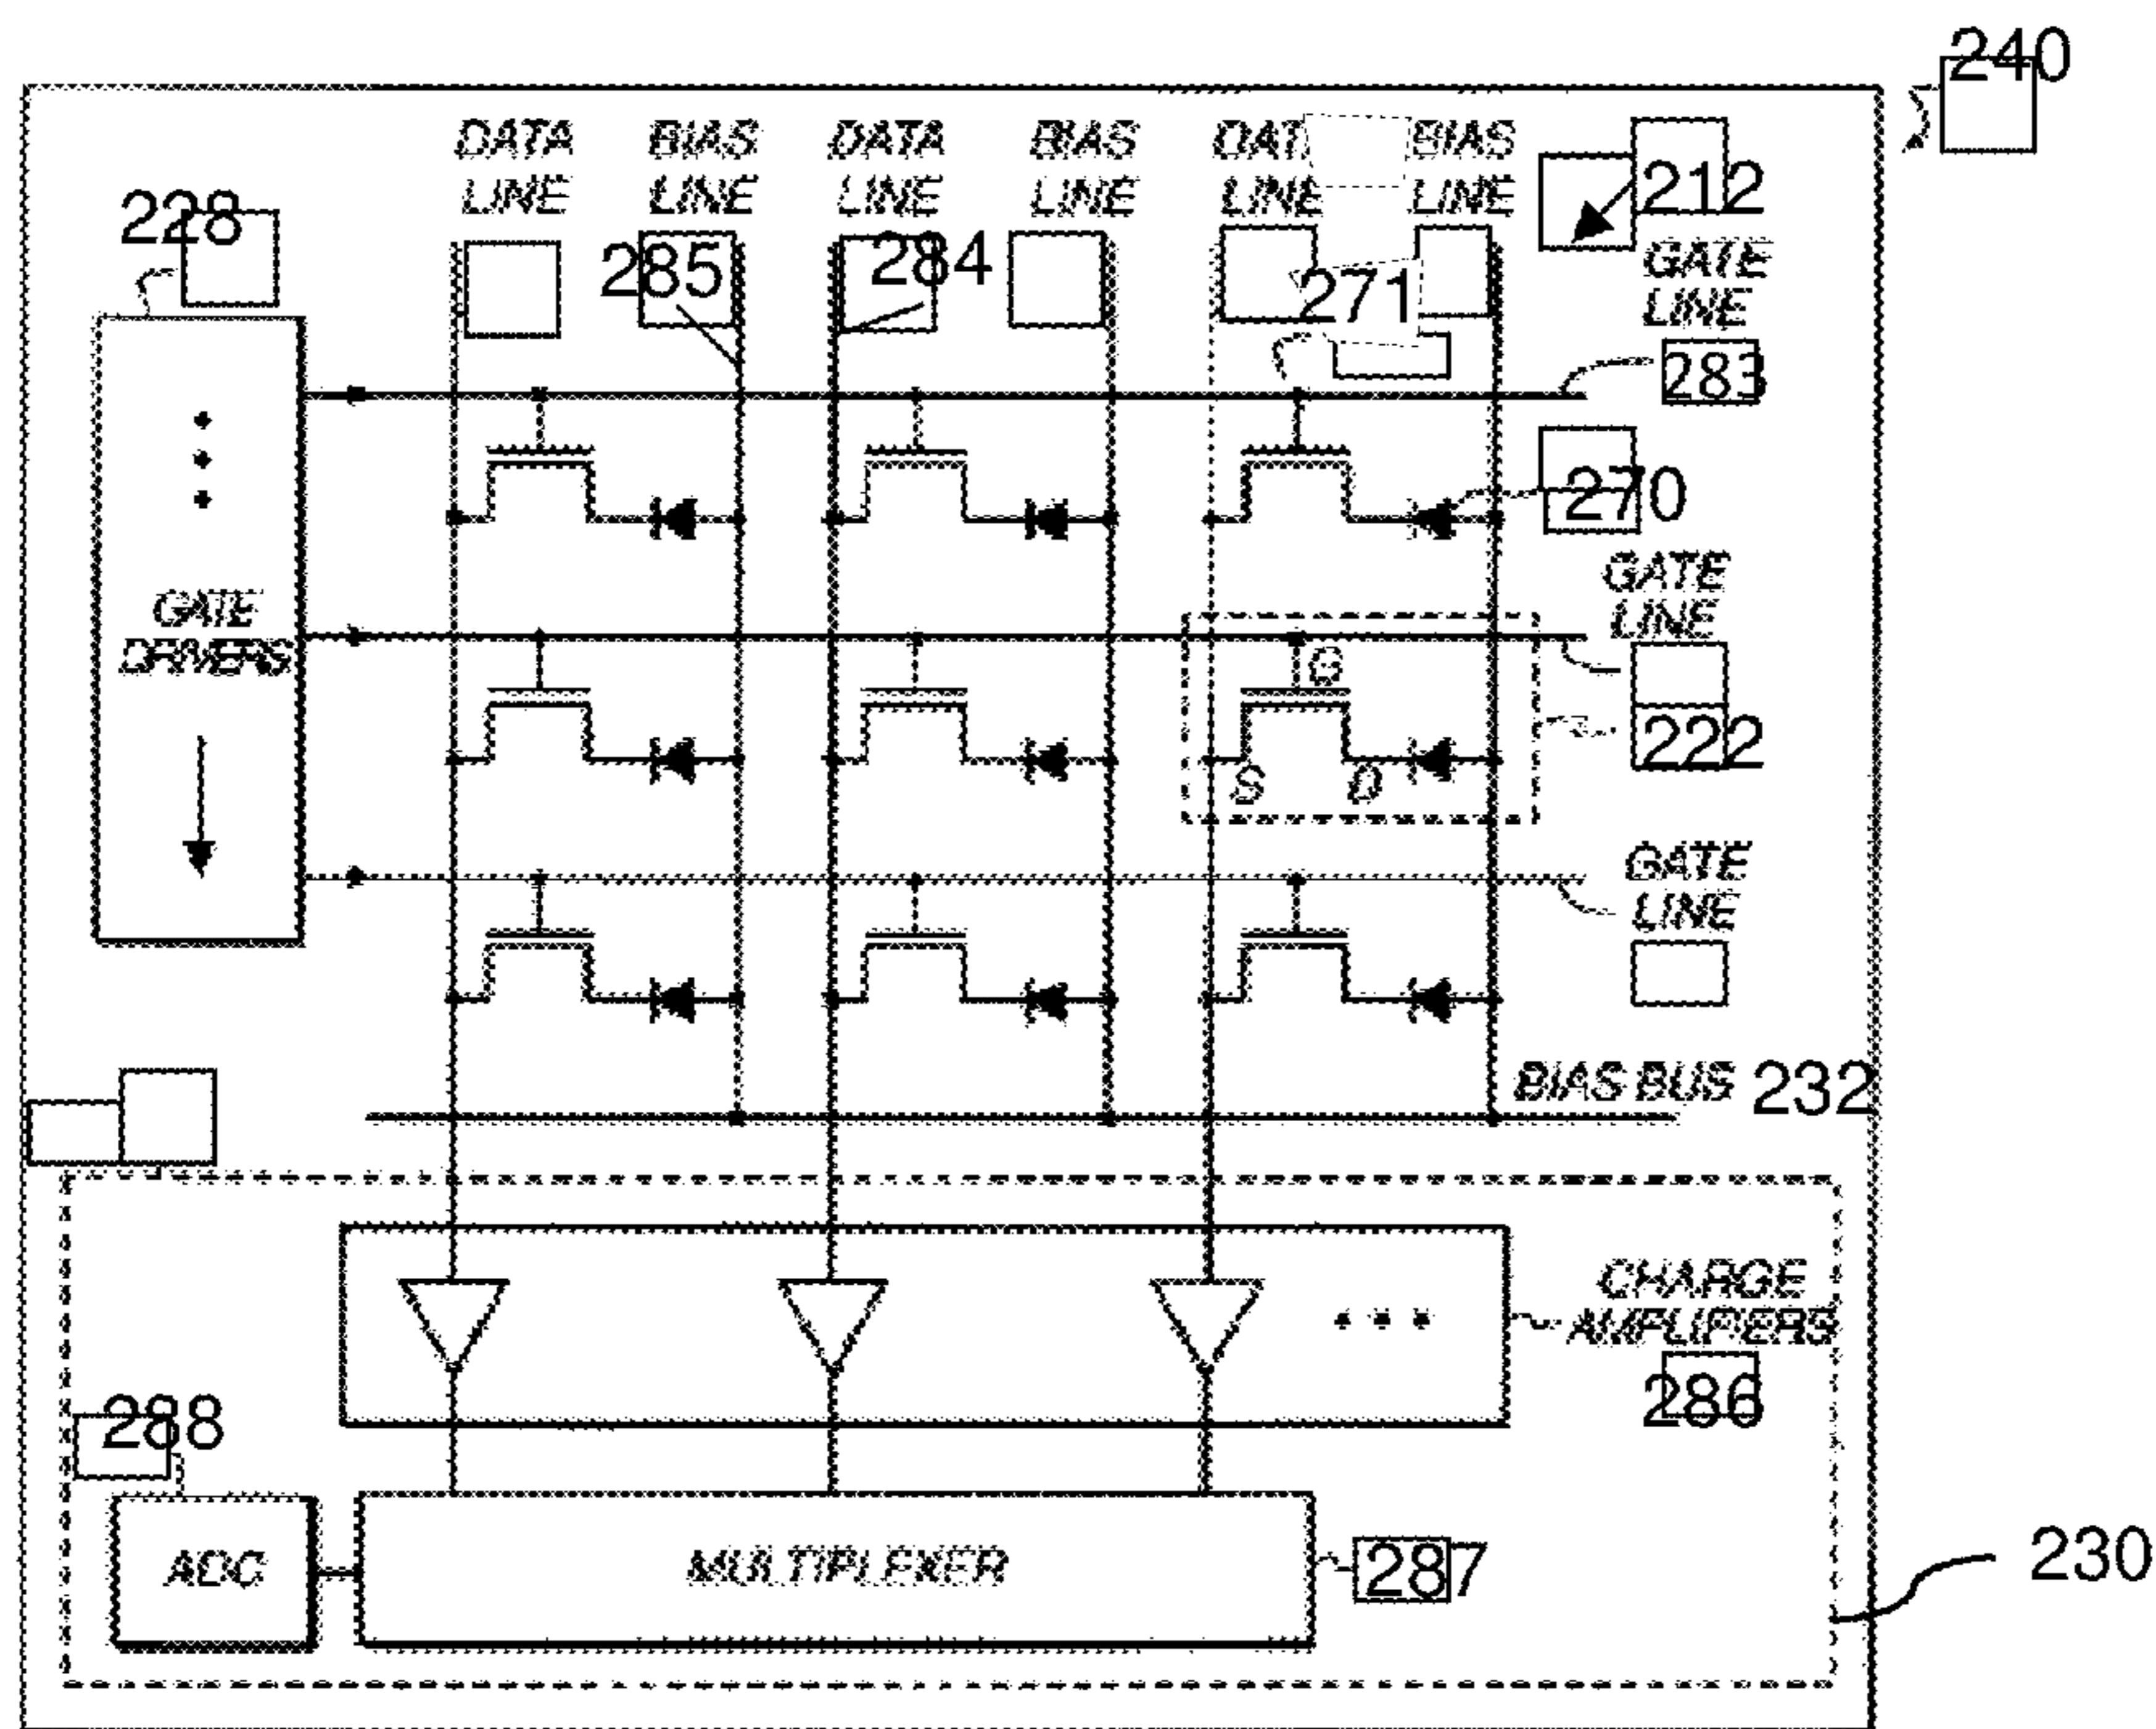 240
DATA BIAS DATA BIAS DAT BIAS
LINE LINE LINE LINE LINE LINE
212
228
285
284
271
GATE
LINE
283
270
GATE
DRIVERS
GATE
LINE
G
222
S
D
GATE
LINE
BIAS BUS 232
CHARGE
AMPLIFIERS
286
288
ADC
MULTIPLEXER
287
230